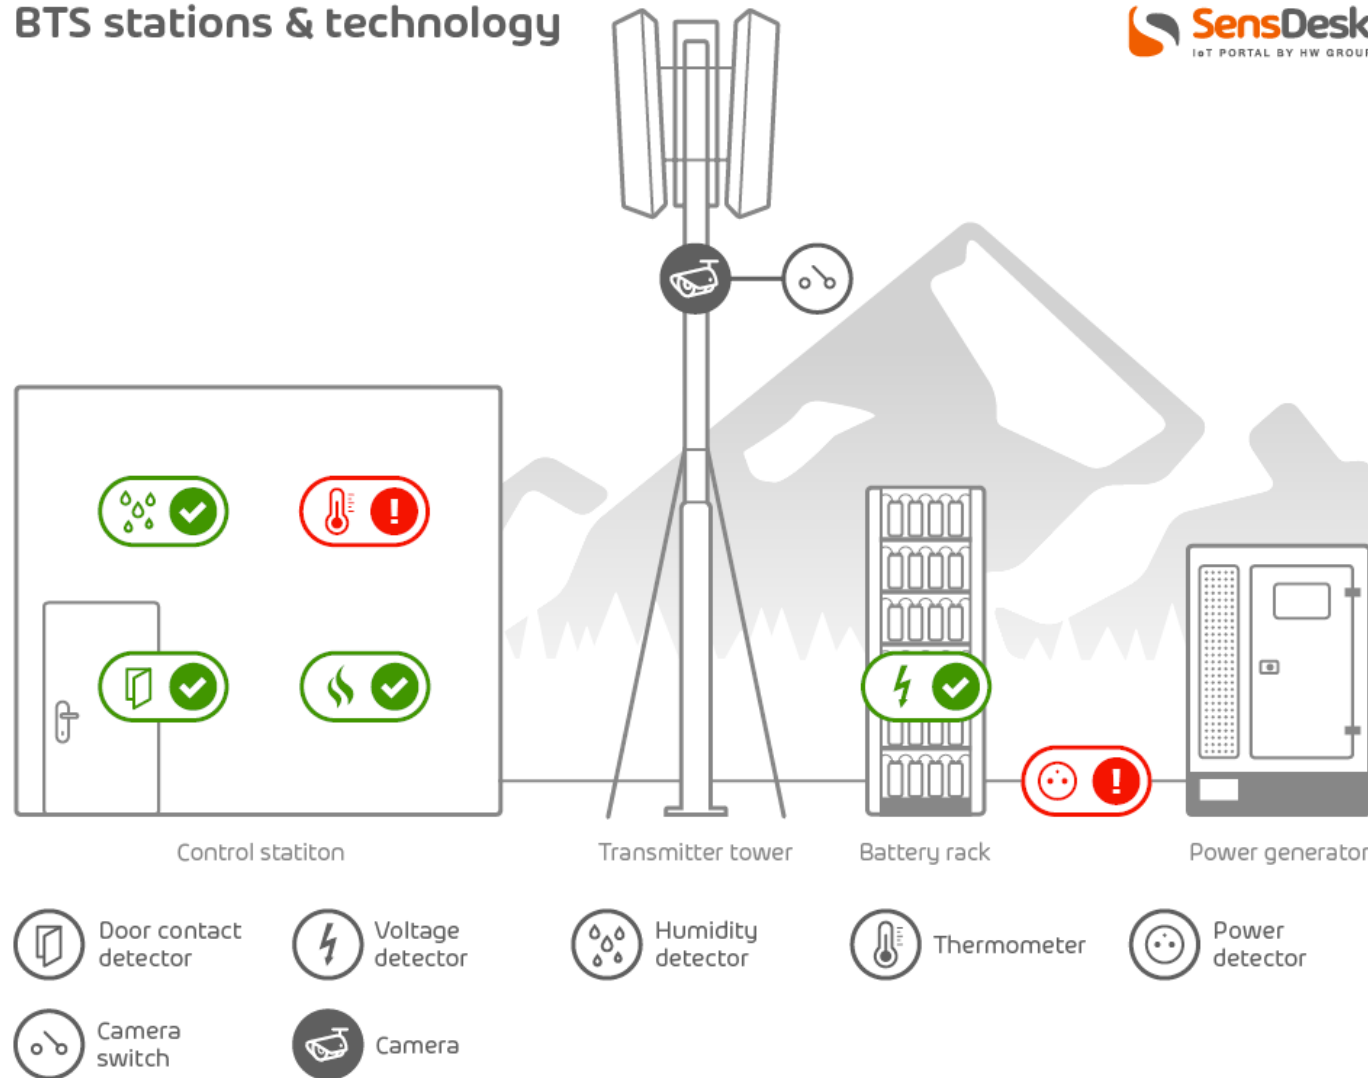 BTS stations & technology
SensDesk
IoT PORTAL BY HW GROUP
Control statiton
Transmitter tower
Battery rack
Power generator
Door contact
detector
Voltage
detector
Humidity
detector
Thermometer
Power
detector
Camera
switch
Camera